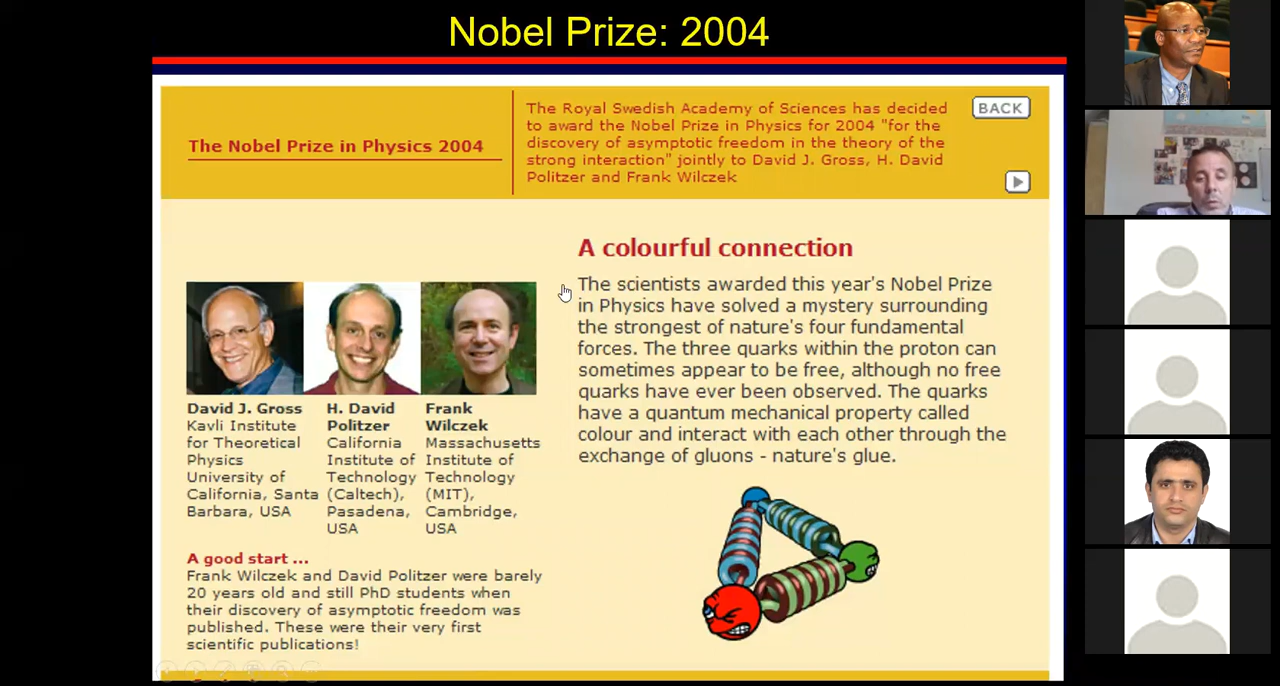 Nobel Prize: 2004
The Nobel Prize in Physics 2004
The Royal Swedish Academy of Sciences has decided
to award the Nobel Prize in Physics for 2004 "for the
discovery of asymptotic freedom in the theory of the
strong interaction" jointly to David J. Gross, H. David
Politzer and Frank Wilczek
BACK
A colourful connection
The scientists awarded this year's Nobel Prize
in Physics have solved a mystery surrounding
the strongest of nature's four fundamental
forces. The three quarks within the proton can
sometimes appear to be free, although no free
quarks have ever been observed. The quarks
have a quantum mechanical property called
colour and interact with each other through the
exchange of gluons - nature's glue.
David J. Gross
Kavli Institute
for Theoretical
Physics
University of
California, Santa
Barbara, USA
H. David
Politzer
California
Institute of
Technology
(Caltech),
Pasadena,
USA
Frank
Wilczek
Massachusetts
Institute of
Technology
(MIT),
Cambridge,
USA
A good start ...
Frank Wilczek and David Politzer were barely
20 years old and still PhD students when
their discovery of asymptotic freedom was
published. These were their very first
scientific publications!